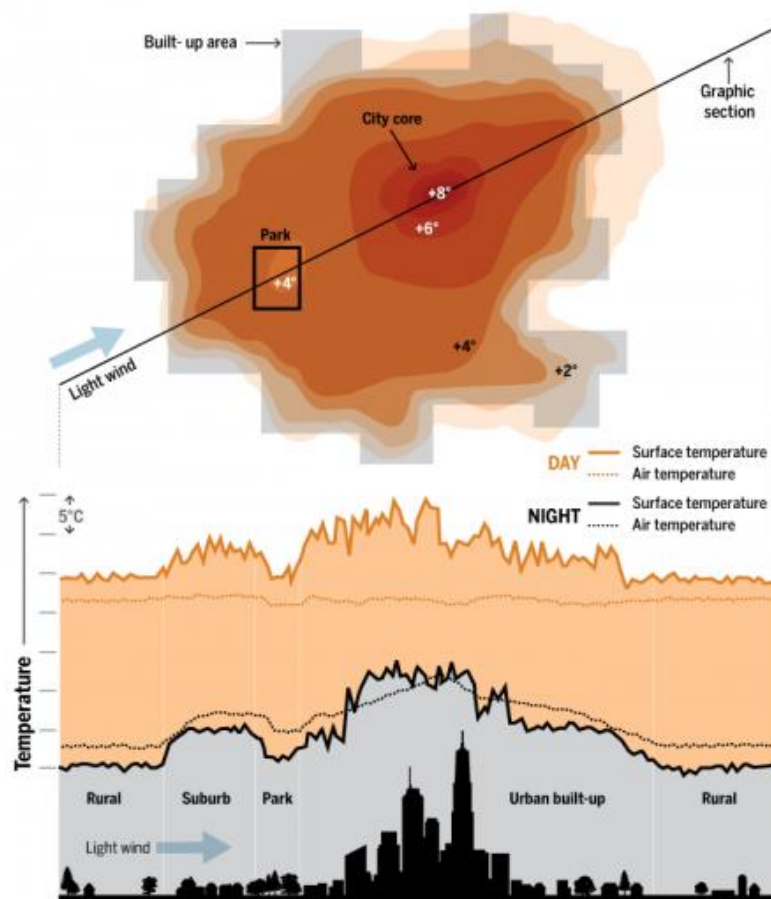 Built- up area
Graphic
section
City core
+8°
+6°
Park
+4°
+4°
+2°
Light wind
DAY
Surface temperature
Air temperature
5°C
NIGHT
Surface temperature
Air temperature
Temperature
Rural
Suburb
Park
Urban built-up
Rural
Light wind